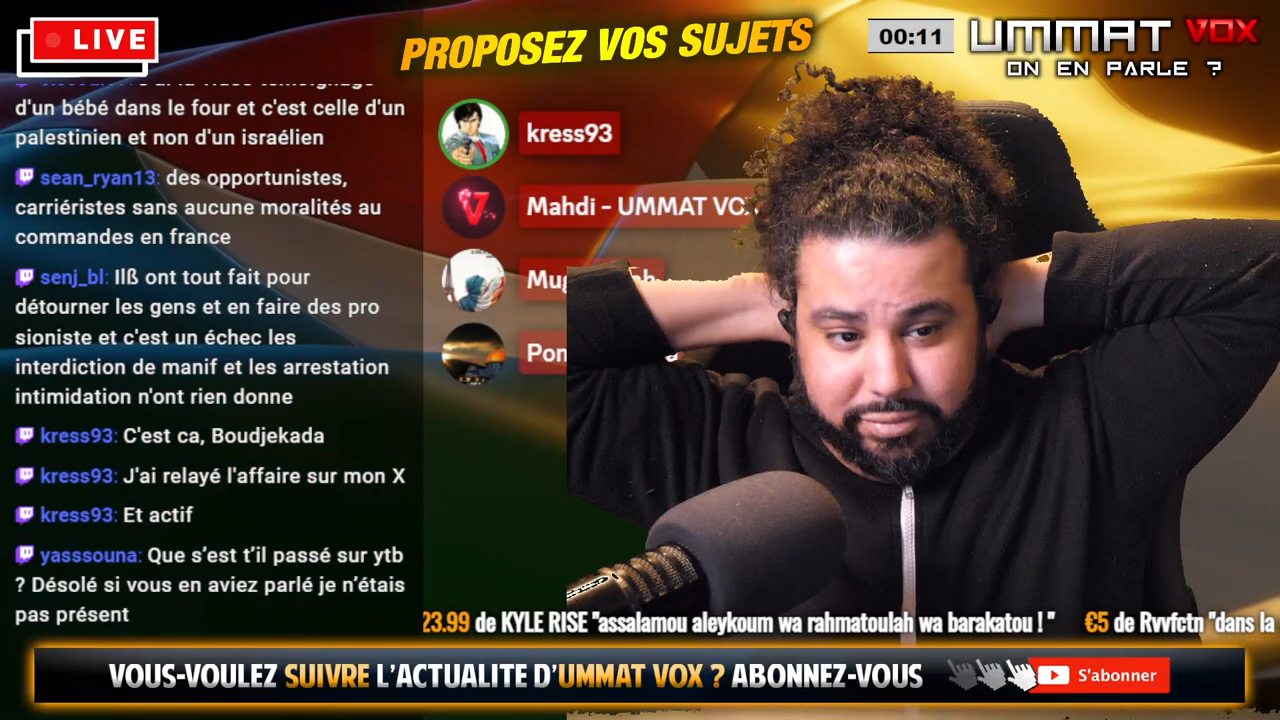 LIVE
PROPOSEZ VOS SUJETS
00:11
UMMAT VOX
ON EN PARLE ?
d'un bébé dans le four et c'est celle d'un
palestinien et non d'un israélien
sean_ryan13: des opportunistes,
carriéristes sans aucune moralités au
commandes en france
senj_bl: Ilß ont tout fait pour
détourner les gens et en faire des pro
sioniste et c'est un échec les
interdiction de manif et les arrestation
intimidation n'ont rien donne
kress93: C'est ca, Boudjekada
kress93: J'ai relayé l'affaire sur mon X
kress93: Et actif
yasssouna: Que s’est t’il passé sur ytb
? Désolé si vous en aviez parlé je n’étais
pas présent
kress93
Mahdi - UMMAT VOX
23.99 de KYLE RISE "assalamou aleykoum wa rahmatoulah wa barakatou ! " €5 de Rvvfctn "dans la
VOUS-VOULEZ SUIVRE L'ACTUALITE D'UMMAT VOX ? ABONNEZ-VOUS
S'abonner